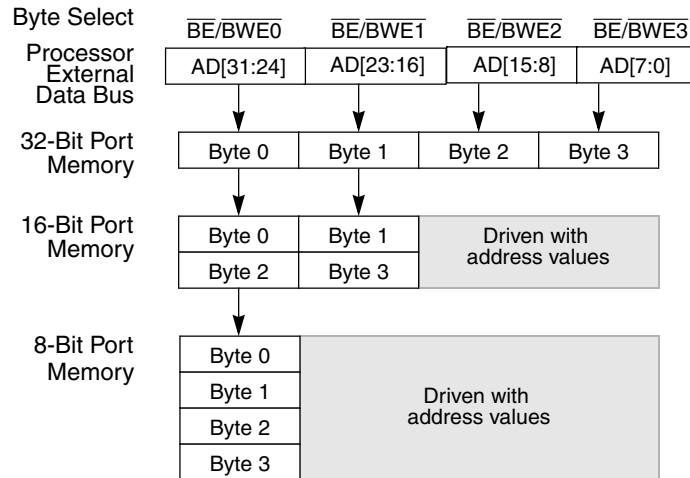 Byte Select BE/BWE0 BE/BWE1 BE/BWE2 BE/BWE3
Processor
External
Data Bus
AD[31:24] AD[23:16] AD[15:8] AD[7:0]
32-Bit Port
Memory
Byte 0 Byte 1 Byte 2 Byte 3
16-Bit Port
Memory
Byte 0 Byte 1
Byte 2 Byte 3
Driven with
address values
8-Bit Port
Memory
Byte 0
Byte 1
Byte 2
Byte 3
Driven with
address values